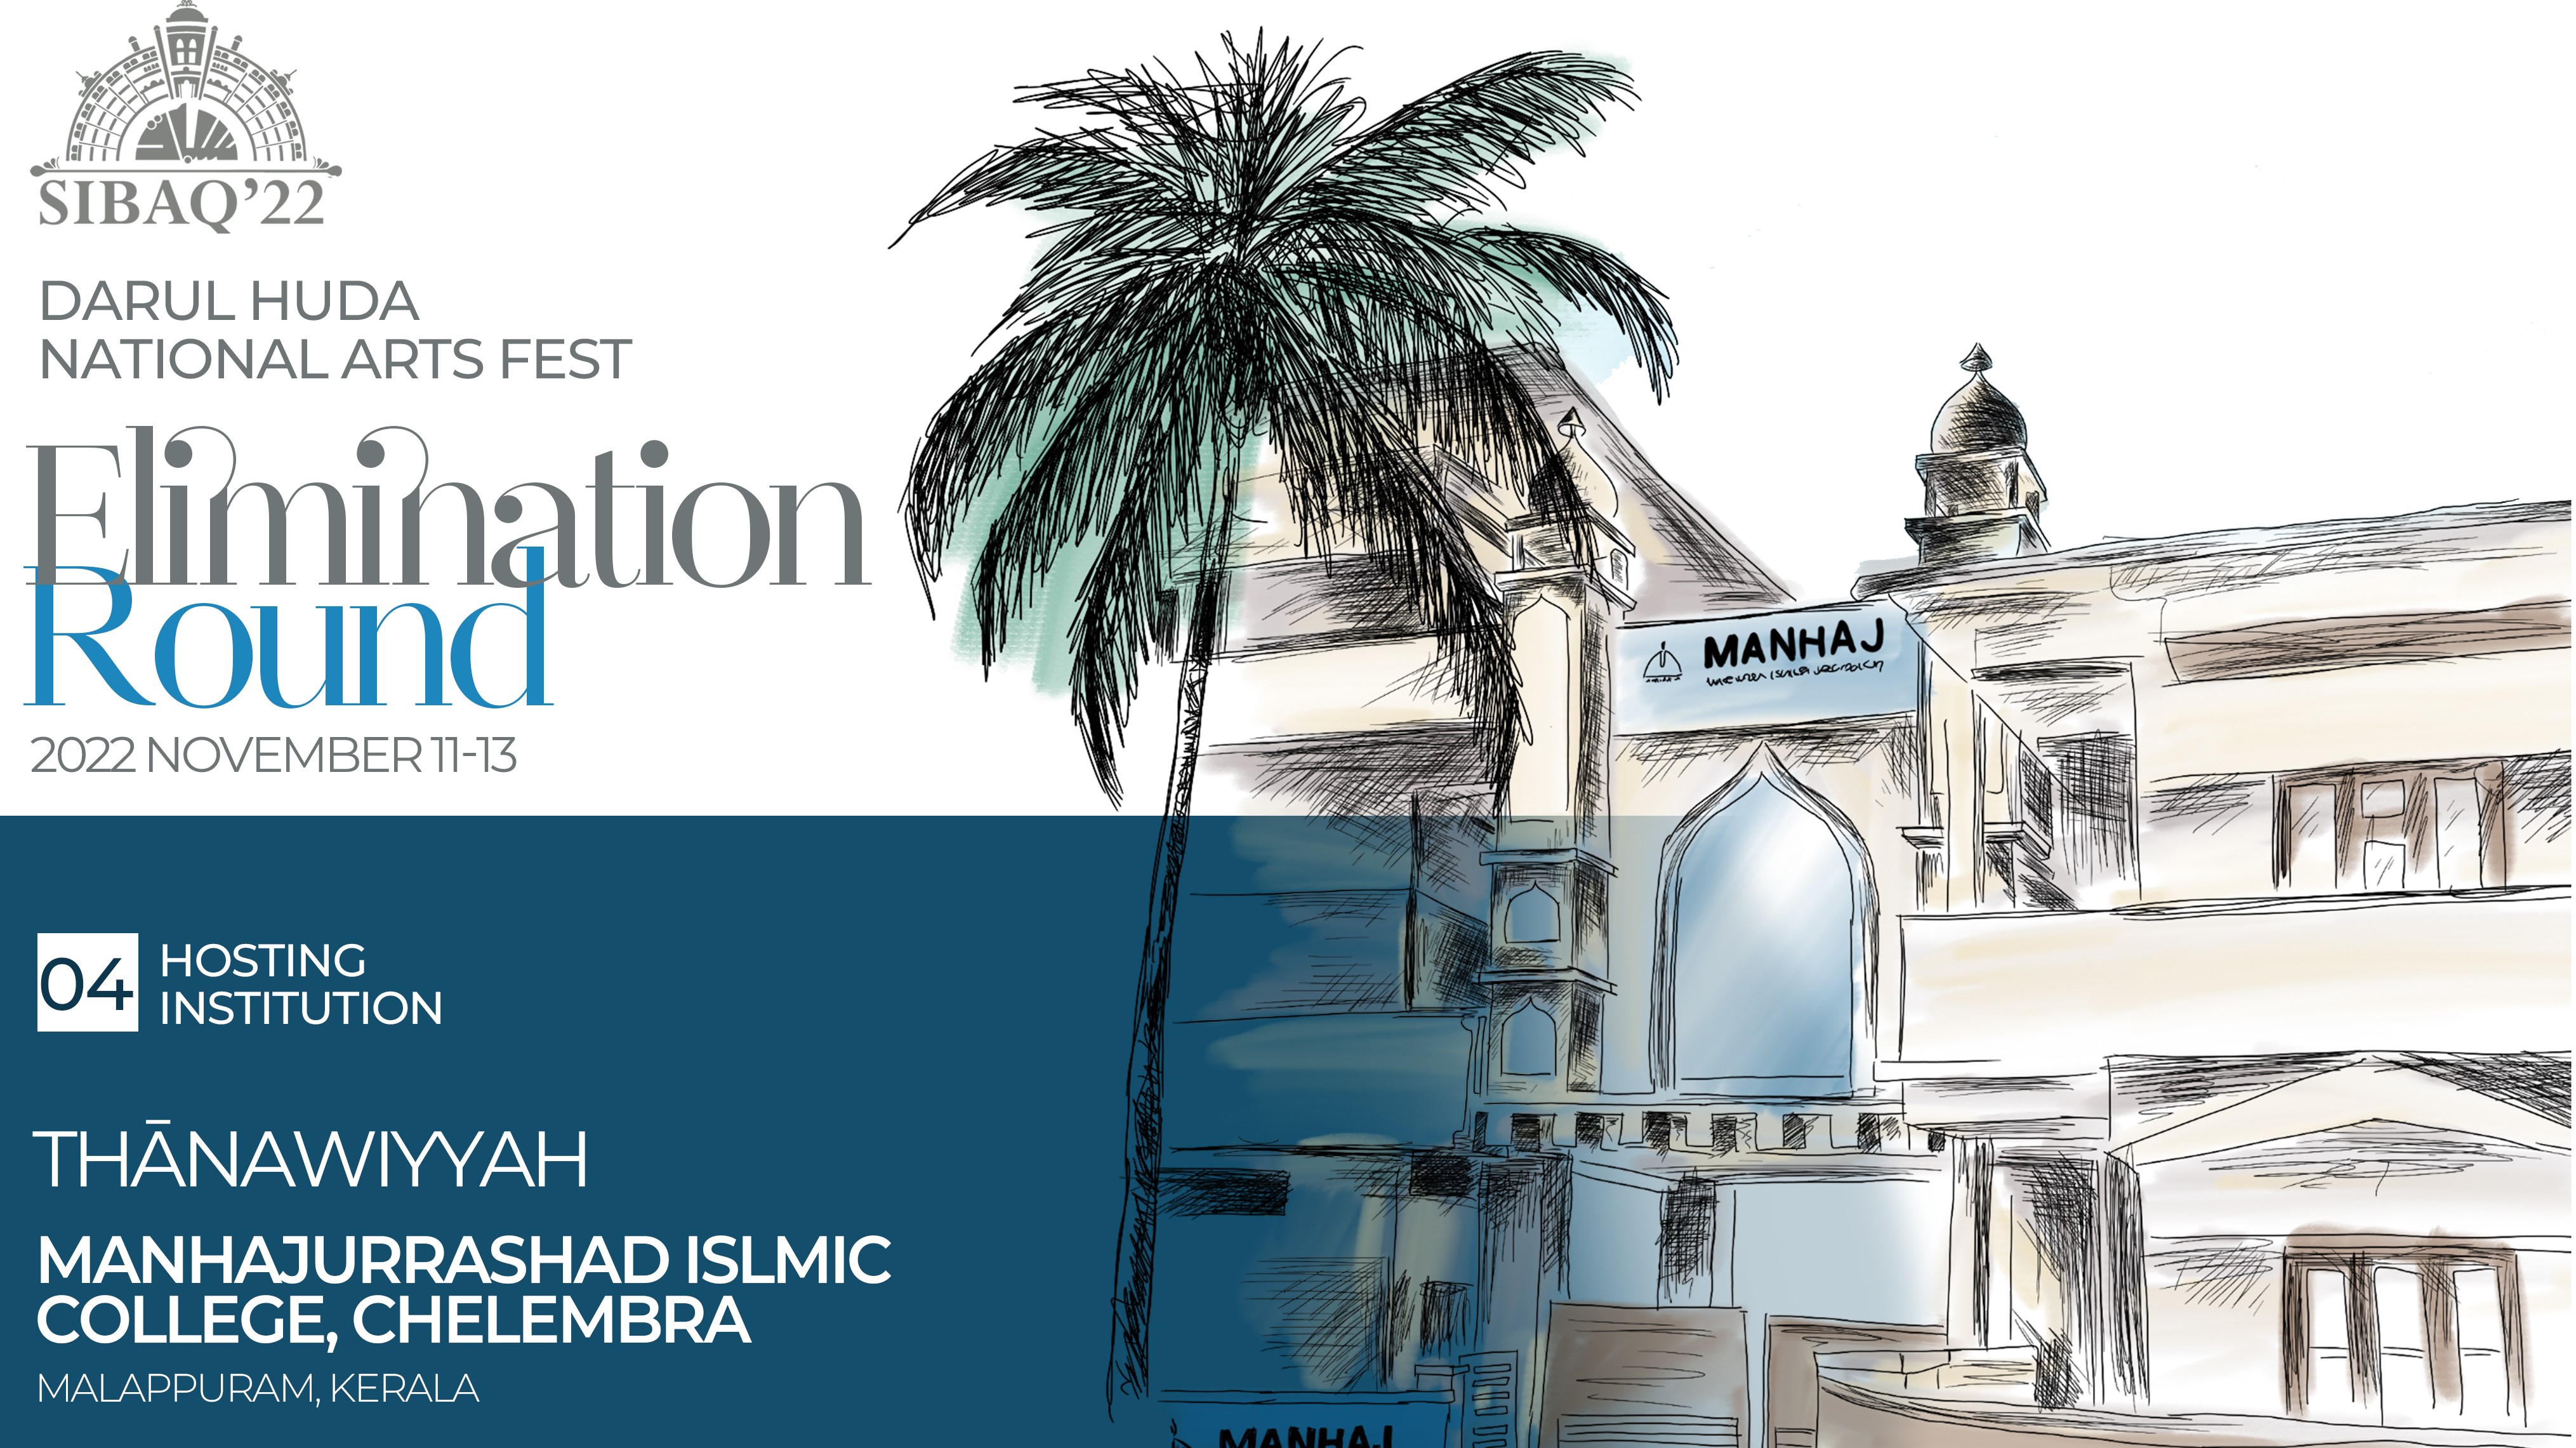 SIBAQ'22
DARUL HUDA
NATIONAL ARTS FEST
Elimination
Round
2022 NOVEMBER 11-13
04
HOSTING
INSTITUTION
THĀNAWIYYAH
MANHAJURRASHAD ISLMIC
COLLEGE, CHELEMBRA
MALAPPURAM, KERALA
MANHAJ
MANHAJ